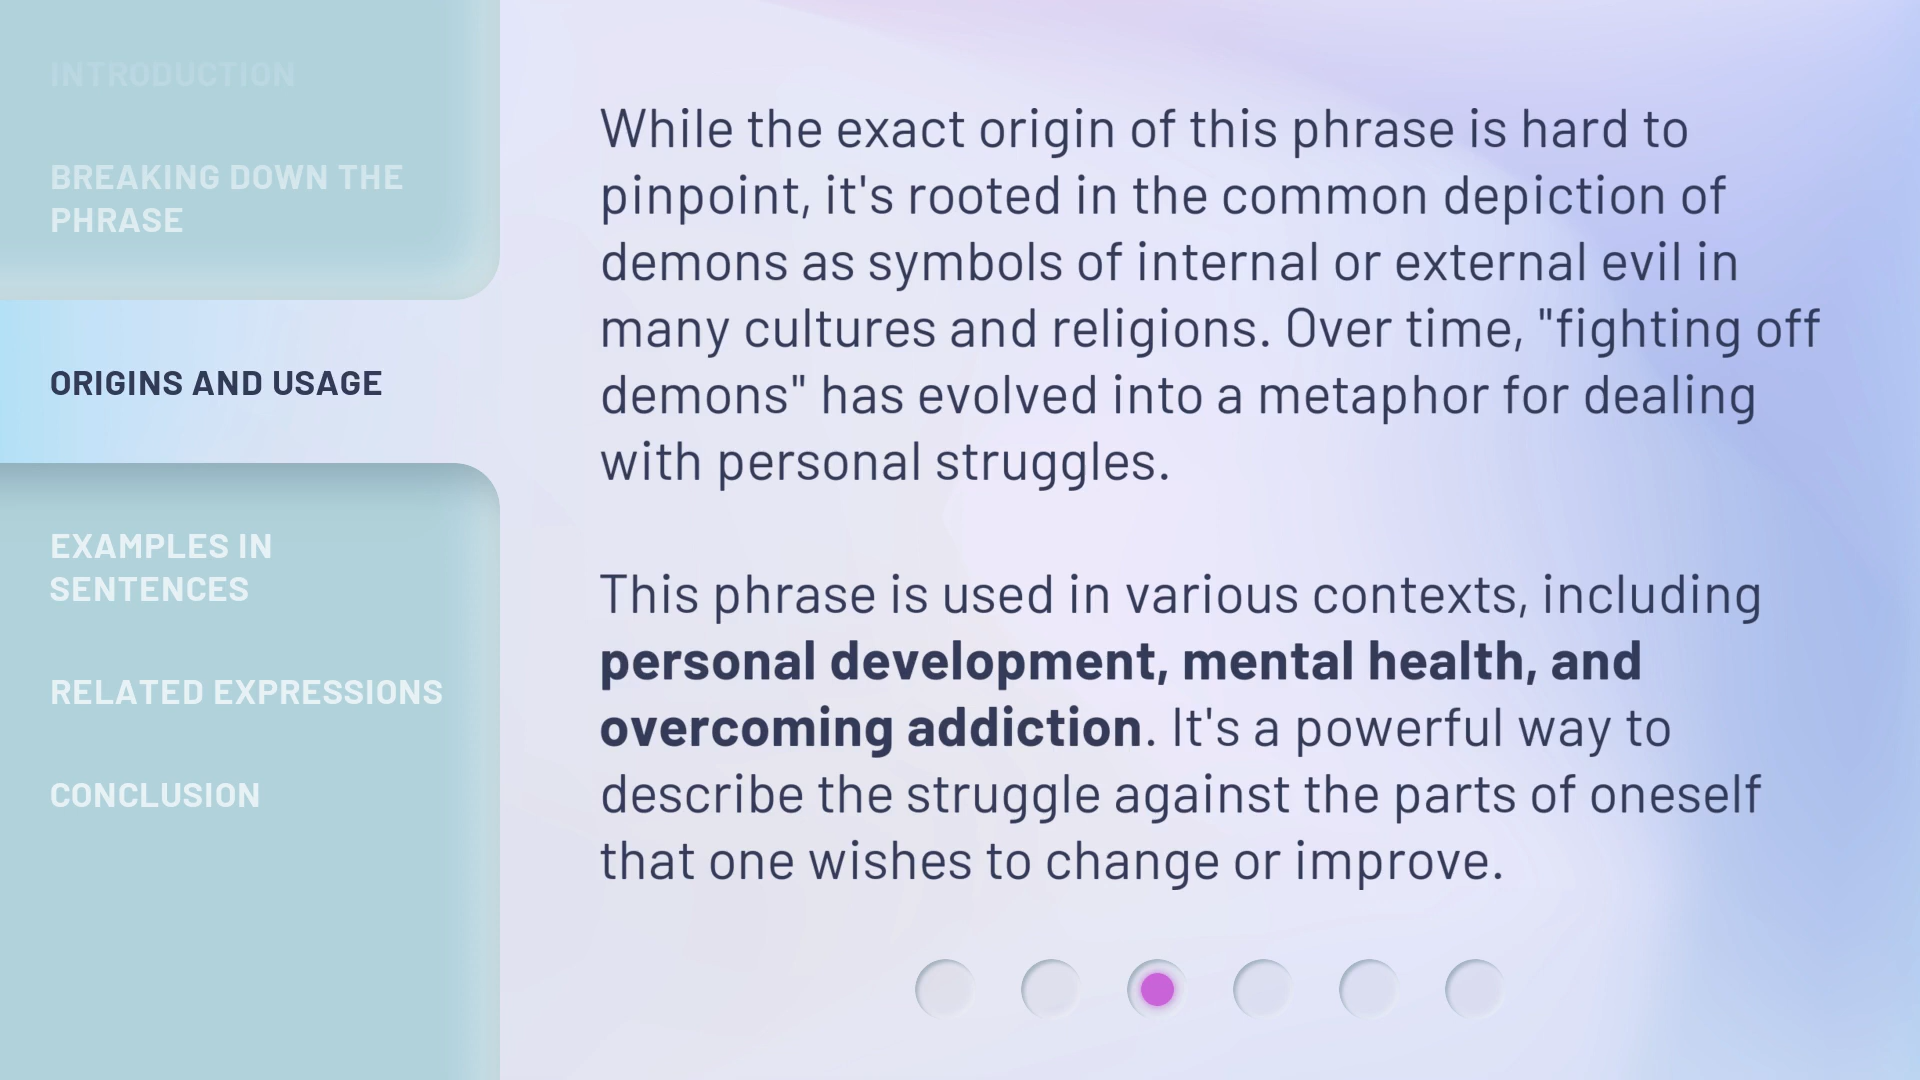 INTRODUCTION
BREAKING DOWN THE
PHRASE
ORIGINS AND USAGE
EXAMPLES IN
SENTENCES
RELATED EXPRESSIONS
CONCLUSION
While the exact origin of this phrase is hard to
pinpoint, it's rooted in the common depiction of
demons as symbols of internal or external evil in
many cultures and religions. Over time, "fighting off
demons" has evolved into a metaphor for dealing
with personal struggles.
This phrase is used in various contexts, including
personal development, mental health, and
overcoming addiction. It's a powerful way to
describe the struggle against the parts of oneself
that one wishes to change or improve.